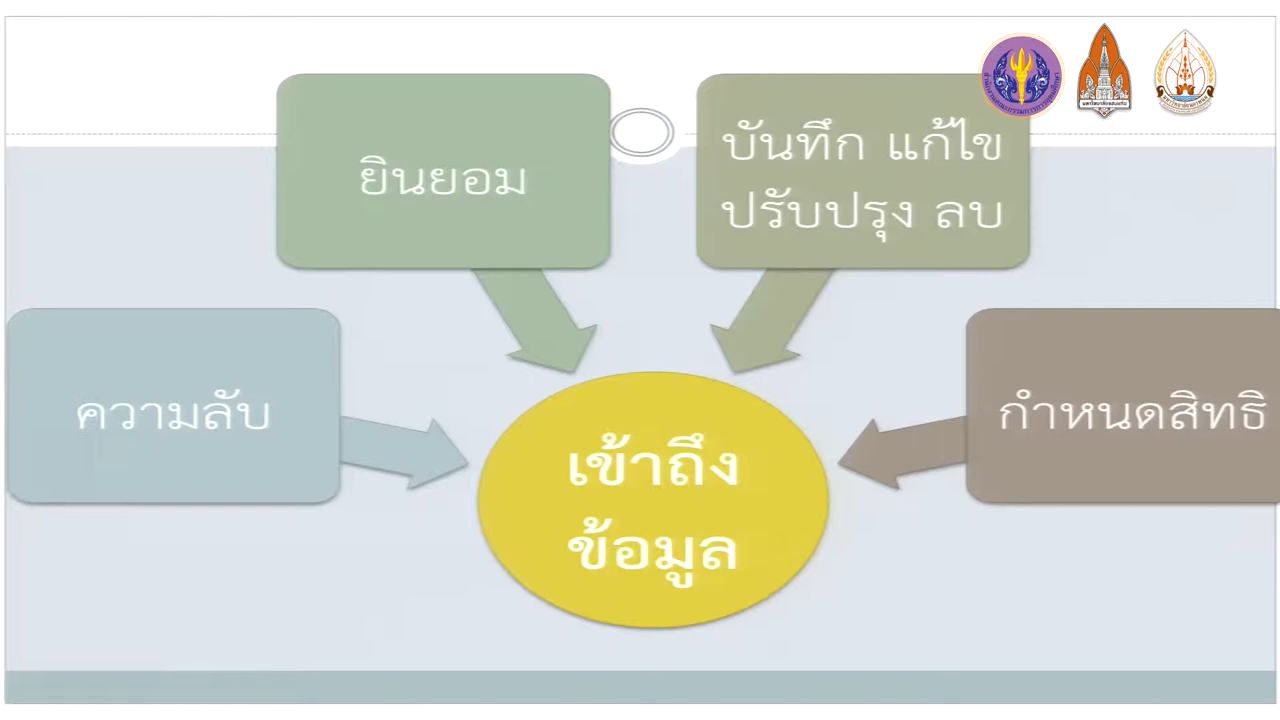 ยินยอม
บันทึก แก้ไข
ปรับปรุง ลบ
ความลับ
กำหนดสิทธิ
เข้าถึง
ข้อมูล